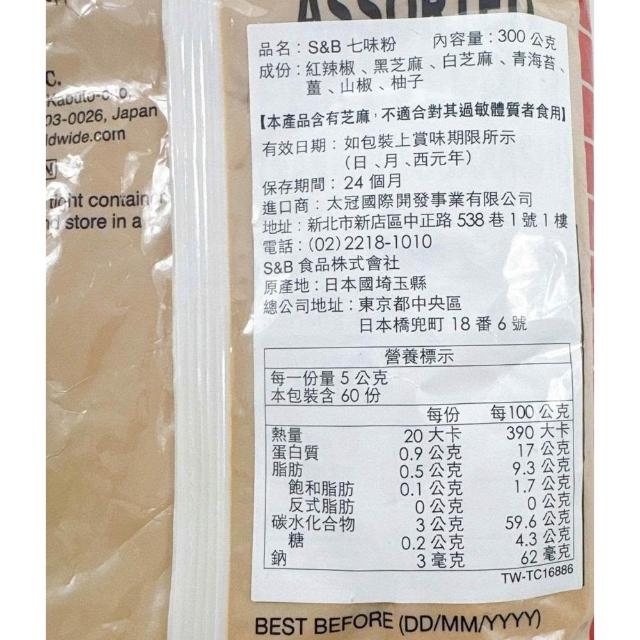 ASSORTED
C.
Kabuto-c o,
03-0026, Japan
ldwide.com
N
tight container
nd store in a
品名：S&B 七味粉 內容量：300 公克
成份：紅辣椒、黑芝麻、白芝麻、青海苔、
薑、山椒、柚子
【本產品含有芝麻，不適合對其過敏體質者食用】
有效日期：如包裝上賞味期限所示
（日、月、西元年）
保存期間：24 個月
進口商：太冠國際開發事業有限公司
地址：新北市新店區中正路 538 巷 1 號 1 樓
電話：(02)2218-1010
S&B 食品株式會社
原產地：日本國埼玉縣
總公司地址：東京都中央區
日本橋兜町 18 番 6 號
營養標示
每一份量 5 公克
本包裝含 60 份
每份 每100 公克
熱量 20 大卡 390 大卡
蛋白質 0.9 公克 17 公克
脂肪 0.5 公克 9.3 公克
飽和脂肪 0.1 公克 1.7 公克
反式脂肪 0 公克 0 公克
碳水化合物 3 公克 59.6 公克
糖 0.2 公克 4.3 公克
鈉 3 毫克 62 毫克
TW-TC16886
BEST BEFORE (DD/MM/YYYY)